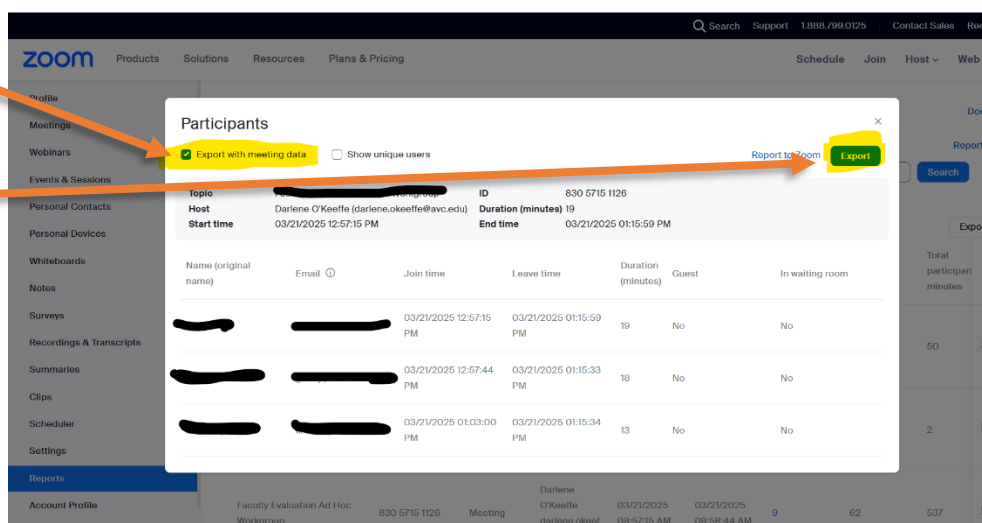 Search Support 1.888.799.0125 Contact Sales
zoom Products Solutions Resources Plans & Pricing Schedule Join Host Web
Profile
Meetings
Webinars
Events & Sessions
Personal Contacts
Personal Devices
Whiteboards
Notes
Surveys
Recordings & Transcripts
Summaries
Clips
Scheduler
Settings
Reports
Account Profile
Participants ×
Export with meeting data Show unique users Report to Zoom Export
Topic ID 830 5715 1126
Host Darlene O'Keeffe (darlene.okeeffe@avc.edu) Duration (minutes) 19
Start time 03/21/2025 12:57:15 PM End time 03/21/2025 01:15:59 PM
Name (original name) Email Join time Leave time Duration (minutes) Guest In waiting room
03/21/2025 12:57:15 PM 03/21/2025 01:15:59 PM 19 No No
03/21/2025 12:57:44 PM 03/21/2025 01:15:33 PM 18 No No
03/21/2025 01:03:00 PM 03/21/2025 01:15:34 PM 13 No No
Search
Total
minutes
50
2
Faculty Evaluation Ad Hoc Workgroup 830 5715 1126 Meeting Darlene O'Keeffe 03/21/2025 08:57:15 AM 03/21/2025 09:58:44 AM 9 62 537